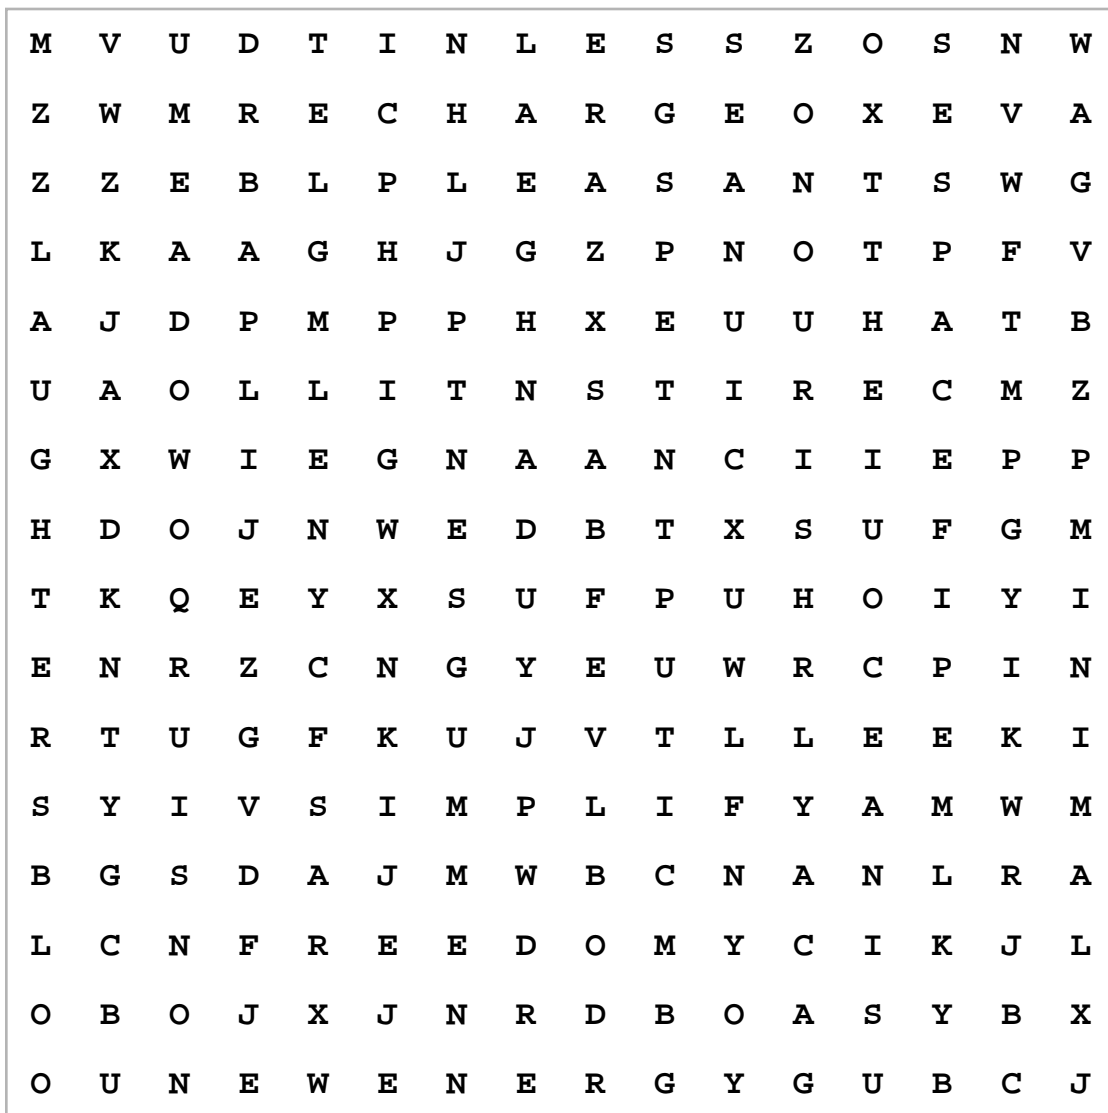 M V U D T I N L E S S Z O S N W
Z W M R E C H A R G E O X E V A
Z Z E B L P L E A S A N T S W G
L K A A G H J G Z P N O T P F V
A J D P M P P H X E U U H A T B
U A O L L I T N S T I R E C M Z
G X W I E G N A A N C I I E P P
H D O J N W E D B T X S U F G M
T K Q E Y X S U F P U H O I Y I
E N R Z C N G Y E U W R C P I N
R T U G F K U J V T L L E E K I
S Y I V S I M P L I F Y A M W M
B G S D A J M W B C N A N L R A
L C N F R E E D O M Y C I K J L
O B O J X J N R D B O A S Y B X
O U N E W E N E R G Y G U B C J